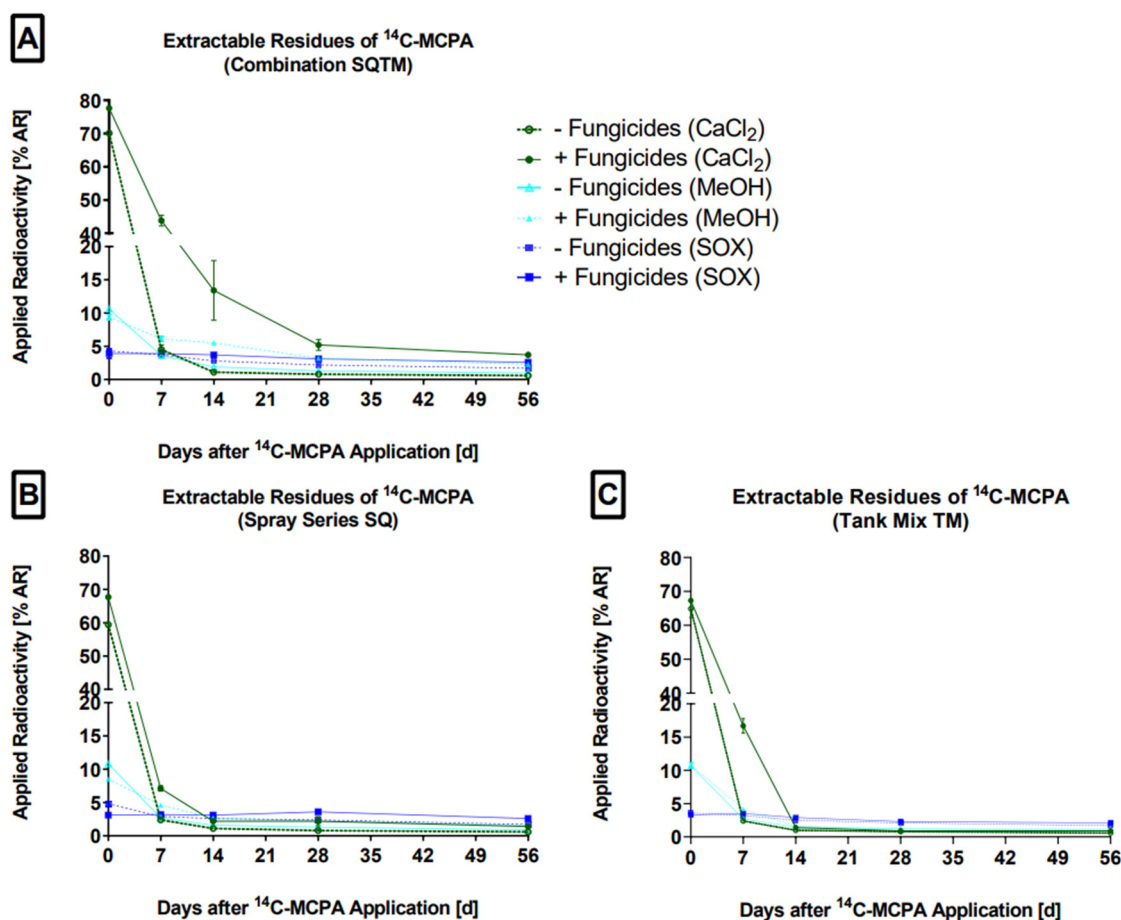 A
Extractable Residues of ¹⁴C-MCPA
(Combination SQTM)
Applied Radioactivity [% AR]
80
70
60
50
40
20
15
10
5
0
0 7 14 21 28 35 42 49 56
Days after ¹⁴C-MCPA Application [d]
- Fungicides (CaCl₂)
+ Fungicides (CaCl₂)
- Fungicides (MeOH)
+ Fungicides (MeOH)
- Fungicides (SOX)
+ Fungicides (SOX)
B
Extractable Residues of ¹⁴C-MCPA
(Spray Series SQ)
Applied Radioactivity [% AR]
80
70
60
50
40
20
15
10
5
0
0 7 14 21 28 35 42 49 56
Days after ¹⁴C-MCPA Application [d]
C
Extractable Residues of ¹⁴C-MCPA
(Tank Mix TM)
Applied Radioactivity [% AR]
80
70
60
50
40
20
15
10
5
0
0 7 14 21 28 35 42 49 56
Days after ¹⁴C-MCPA Application [d]